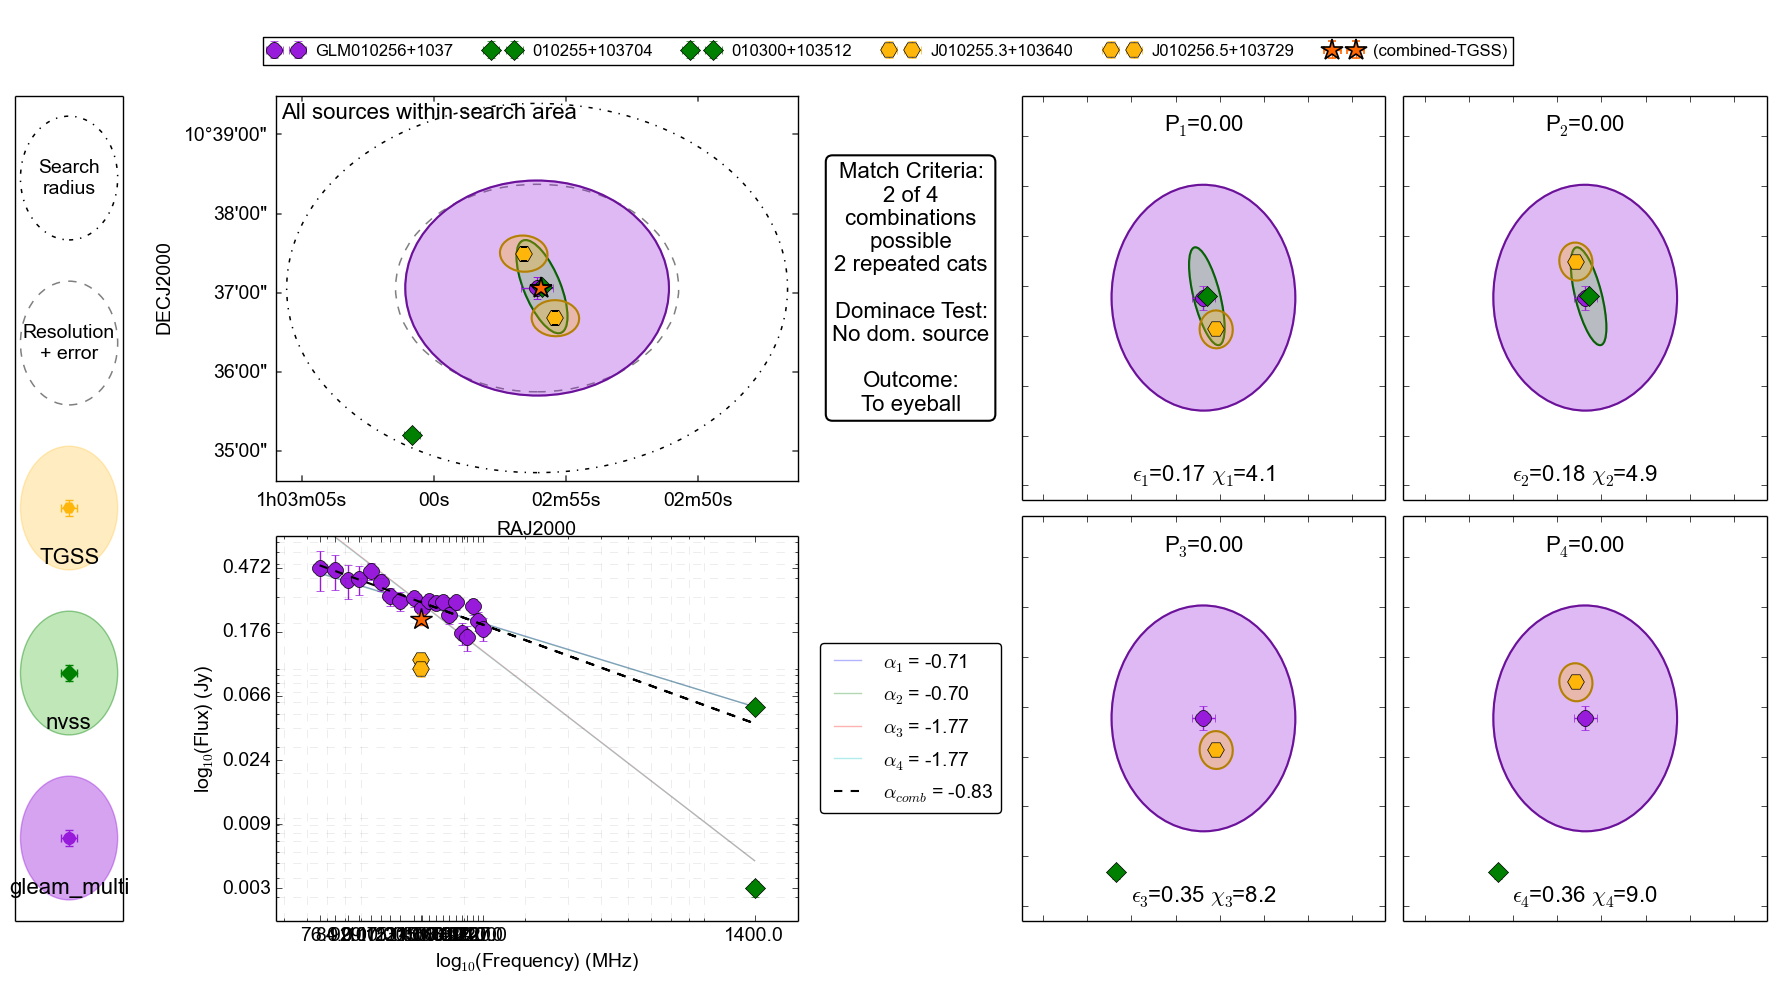 GLM010256+1037 010255+103704 010300+103512 J010255.3+103640 J010256.5+103729 (combined-TGSS)
Search
radius
Resolution
+ error
TGSS
nvss
gleam_multi
All sources within search area
DECJ2000
10°39'00"
38'00"
37'00"
36'00"
35'00"
1h03m05s 00s 02m55s 02m50s
RAJ2000
Match Criteria:
2 of 4
combinations
possible
2 repeated cats
Dominace Test:
No dom. source
Outcome:
To eyeball
P1=0.00
ϵ1=0.17 χ1=4.1
P2=0.00
ϵ2=0.18 χ2=4.9
log10(Flux) (Jy)
0.472
0.176
0.066
0.024
0.009
0.003
1400.0
log10(Frequency) (MHz)
α1 = -0.71
α2 = -0.70
α3 = -1.77
α4 = -1.77
αcomb = -0.83
P3=0.00
ϵ3=0.35 χ3=8.2
P4=0.00
ϵ4=0.36 χ4=9.0